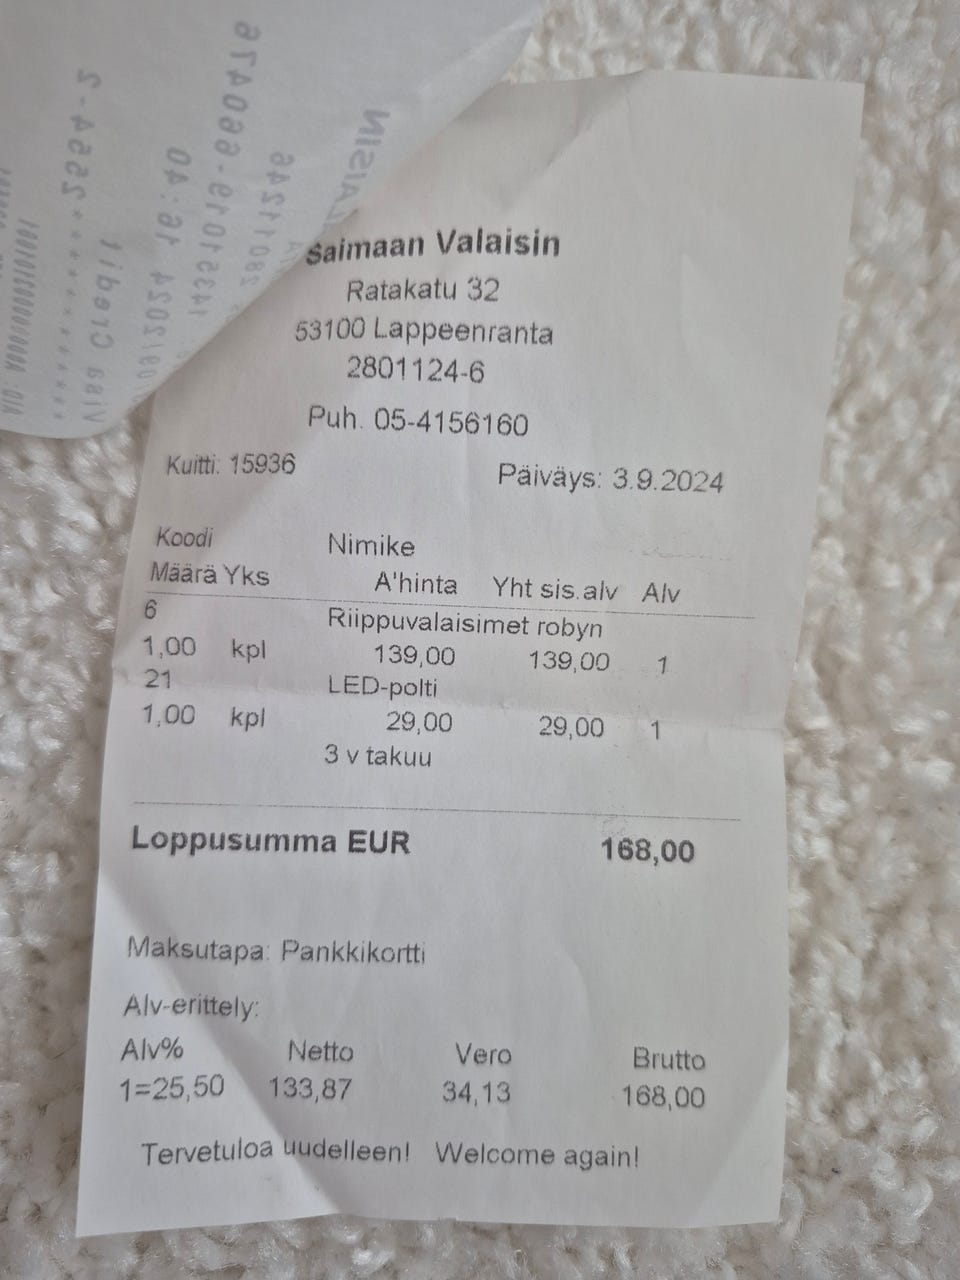 Saimaan Valaisin
Ratakatu 32
53100 Lappeenranta
2801124-6
Puh. 05-4156160
Kuitti: 15936 Päiväys: 3.9.2024
Koodi Nimike
Määrä Yks A'hinta Yht sis.alv Alv
6 Riippuvalaisimet robyn
1,00 kpl 139,00 139,00 1
21 LED-polti
1,00 kpl 29,00 29,00 1
3 v takuu
Loppusumma EUR 168,00
Maksutapa: Pankkikortti
Alv-erittely:
Alv% Netto Vero Brutto
1=25,50 133,87 34,13 168,00
Tervetuloa uudelleen! Welcome again!